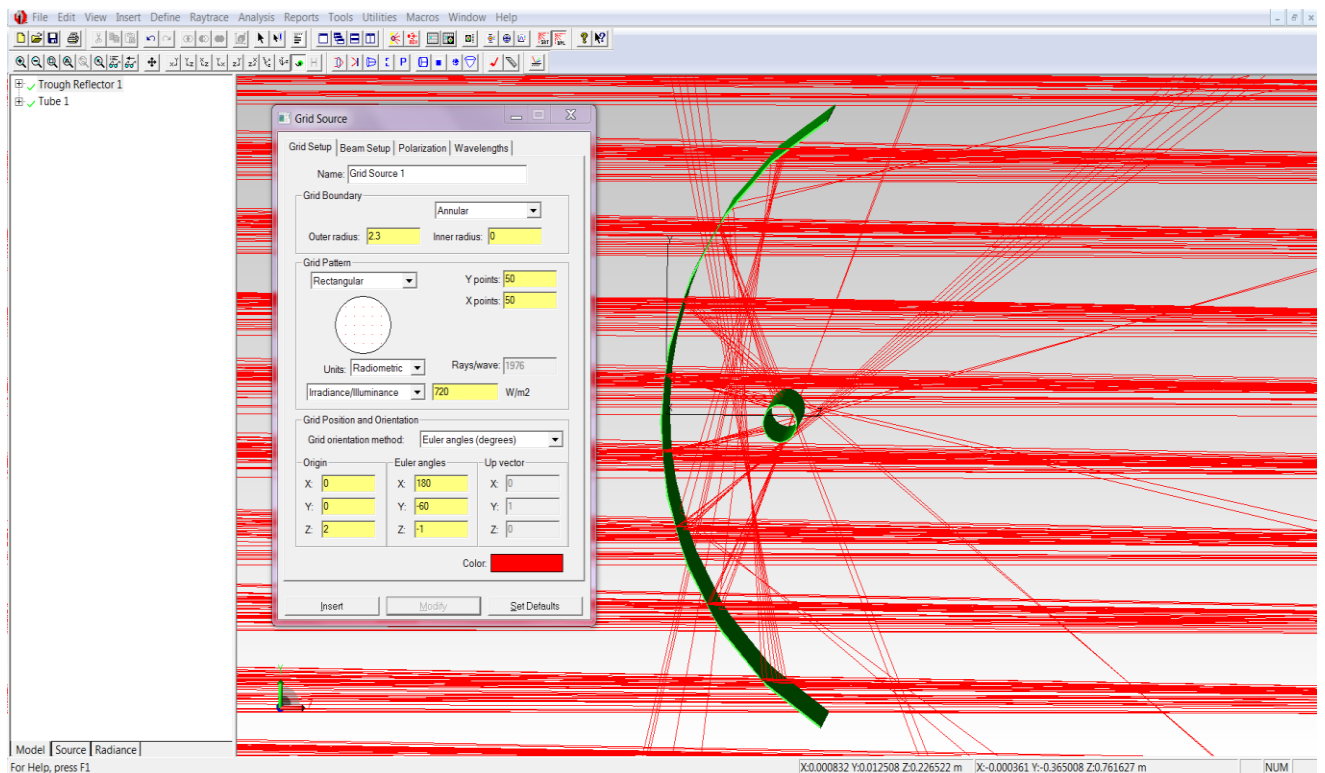 File Edit View Insert Define Raytrace Analysis Reports Tools Utilities Macros Window Help
Trough Reflector 1
Tube 1
Grid Source
Grid Setup Beam Setup Polarization Wavelengths
Name: Grid Source 1
Grid Boundary
Annular
Outer radius: 2.3 Inner radius: 0
Grid Pattern
Rectangular Y points: 50
X points: 50
Units: Radiometric Rays/wave: 1976
Irradiance/Illuminance 720 W/m2
Grid Position and Orientation
Grid orientation method: Euler angles (degrees)
Origin Euler angles Up vector
X: 0 X: 180 X: 0
Y: 0 Y: -60 Y: 1
Z: 2 Z: -1 Z: 0
Color:
Insert Modify Set Defaults
Y
Y
Z
Model Source Radiance
For Help, press F1 X:0.000832 Y:0.012508 Z:0.226522 m X:-0.000361 Y:-0.365008 Z:0.761627 m NUM